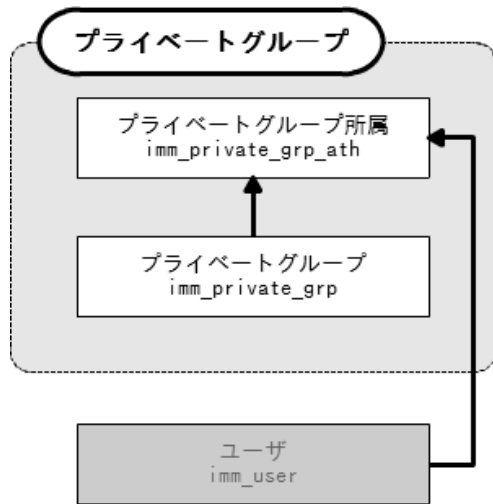 プライベートグループ
プライベートグループ所属
imm_private_grp_ath
プライベートグループ
imm_private_grp
ユーザ
imm_user